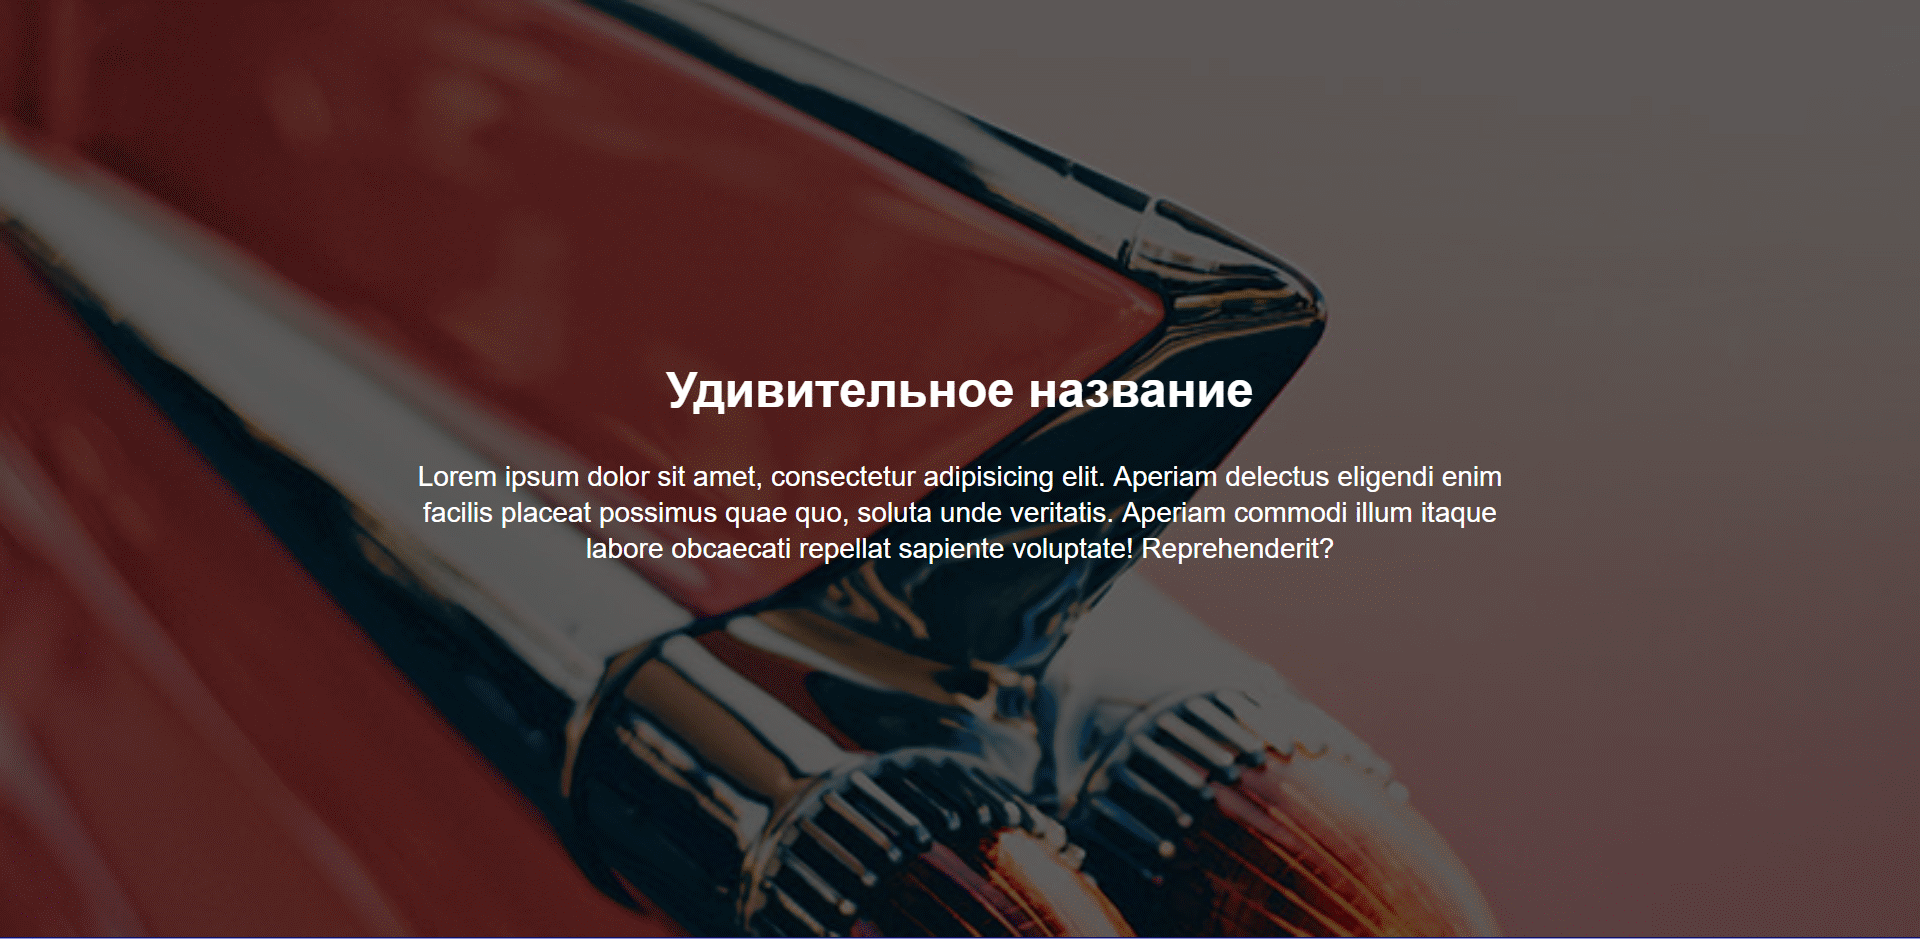 Удивительное название
Lorem ipsum dolor sit amet, consectetur adipisicing elit. Aperiam delectus eligendi enim
facilis placeat possimus quae quo, soluta unde veritatis. Aperiam commodi illum itaque
labore obcaecati repellat sapiente voluptate! Reprehenderit?